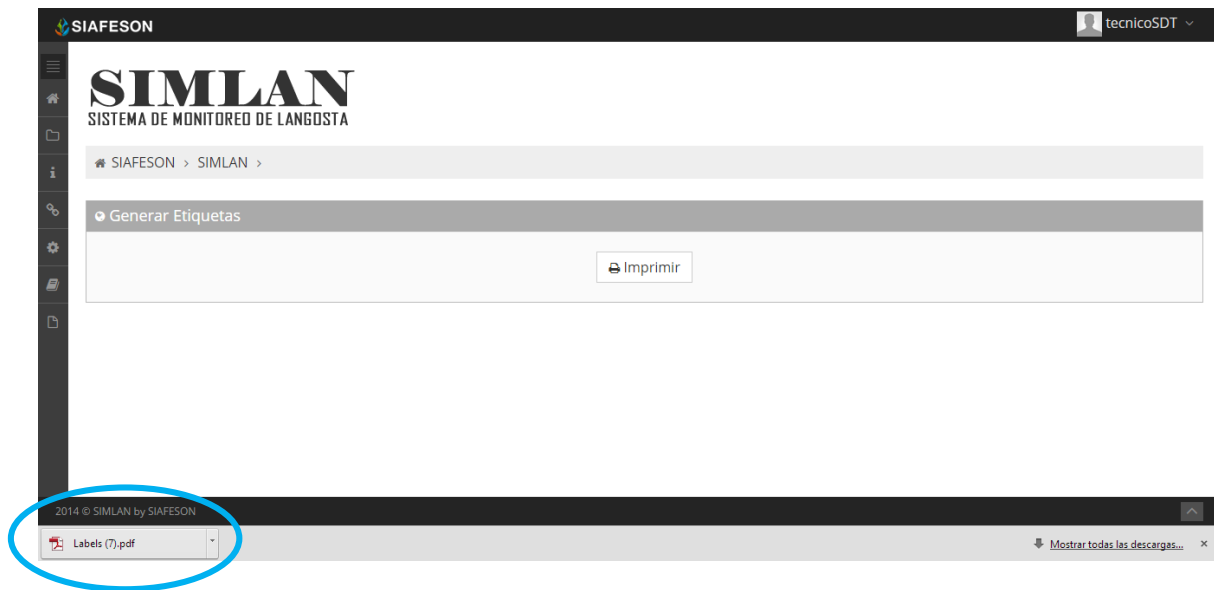 SIAFESON
tecnicoSDT
SIMLAN
SISTEMA DE MONITOREO DE LANGOSTA
SIAFESON > SIMLAN >
Generar Etiquetas
Imprimir
2014 © SIMLAN by SIAFESON
Labels (7).pdf
Mostrar todas las descargas...